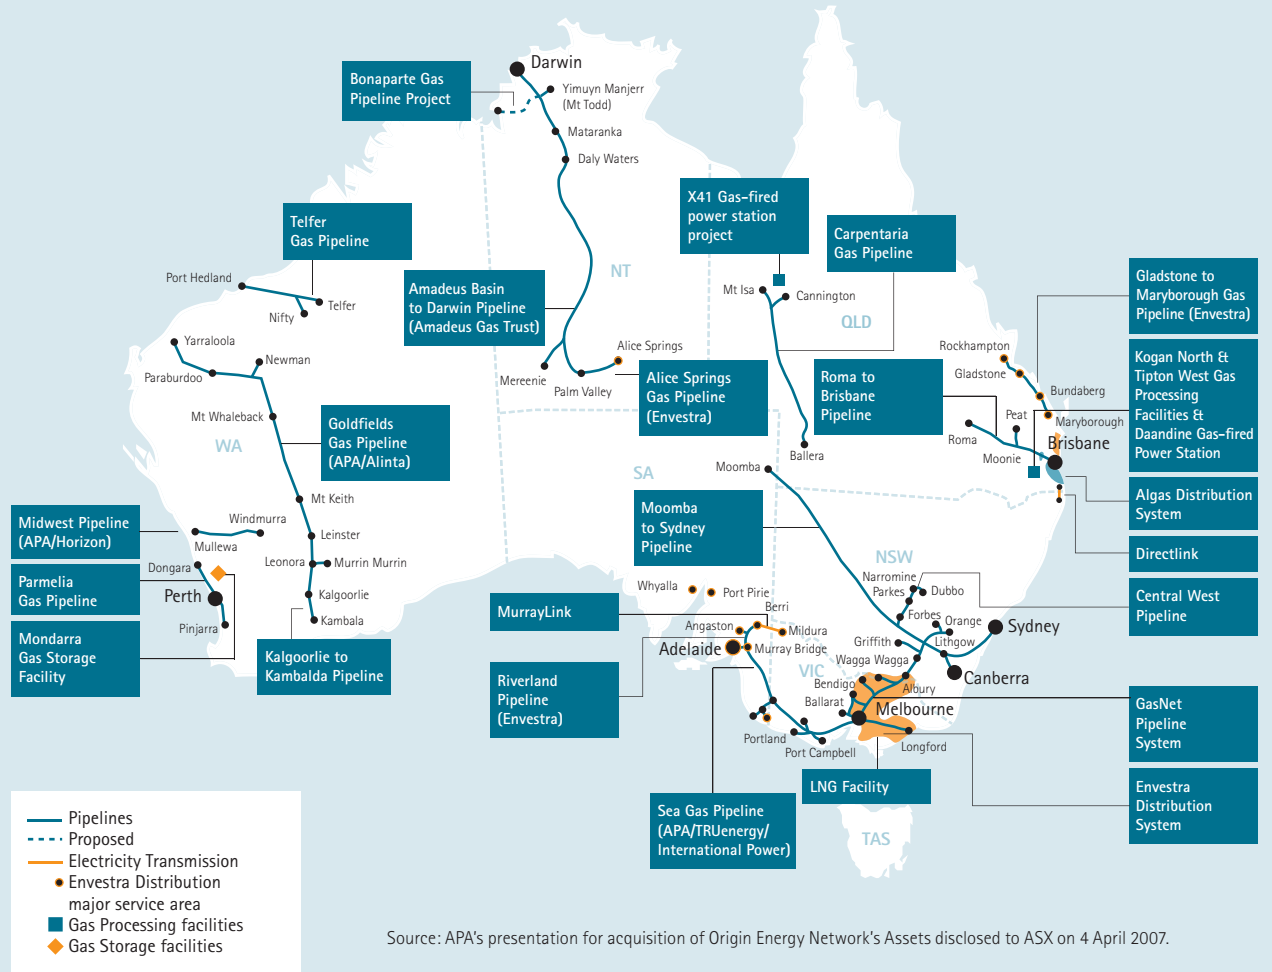 Darwin
Bonaparte Gas
Pipeline Project
Yimuyn Manjerr
(Mt Todd)
Mataranka
Daly Waters
X41 Gas-fired
power station
project
Telfer
Gas Pipeline
Carpentaria
Gas Pipeline
NT
Port Hedland
Telfer
Nifty
Amadeus Basin
to Darwin Pipeline
(Amadeus Gas Trust)
Mt Isa
Cannington
QLD
Gladstone to
Maryborough Gas
Pipeline (Envestra)
Yarraloola
Newman
Paraburdoo
Alice Springs
Mereenie
Palm Valley
Alice Springs
Gas Pipeline
(Envestra)
Rockhampton
Gladstone
Bundaberg
Maryborough
Roma to
Brisbane
Pipeline
Kogan North &
Tipton West Gas
Processing
Facilities &
Daandine Gas-fired
Power Station
Mt Whaleback
WA
Goldfields
Gas Pipeline
(APA/Alinta)
Peat
Roma
Moonie
Brisbane
Ballera
Moomba
SA
Mt Keith
Moomba
to Sydney
Pipeline
Algas Distribution
System
Midwest Pipeline
(APA/Horizon)
Windmurra
Mullewa
Leinster
Directlink
NSW
Dongara
Leonora
Murrin Murrin
Parmelia
Gas Pipeline
Perth
Kalgoorlie
Whyalla
Port Pirie
Narromine
Parkes
Dubbo
Central West
Pipeline
Pinjarra
Kambala
MurrayLink
Berri
Angaston
Mildura
Forbes
Orange
Sydney
Mondarra
Gas Storage
Facility
Kalgoorlie to
Kambalda Pipeline
Adelaide
Murray Bridge
Griffith
Lithgow
Wagga Wagga
VIC
Canberra
Riverland
Pipeline
(Envestra)
Bendigo
Albury
Ballarat
Melbourne
GasNet
Pipeline
System
Portland
Port Campbell
Longford
LNG Facility
Envestra
Distribution
System
Sea Gas Pipeline
(APA/TRUenergy/
International Power)
TAS
Pipelines
Proposed
Electricity Transmission
Envestra Distribution
major service area
Gas Processing facilities
Gas Storage facilities
Source: APA's presentation for acquisition of Origin Energy Network's Assets disclosed to ASX on 4 April 2007.